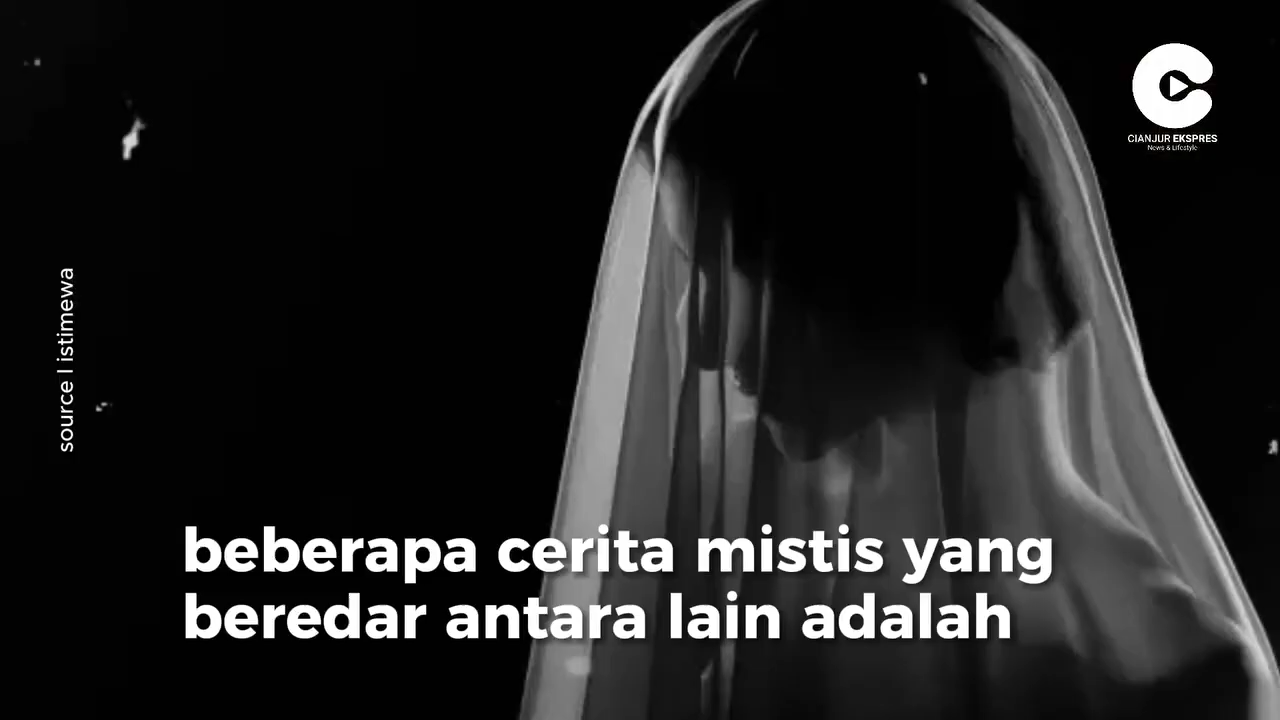 CIANJUR EKSPRES
News & Lifestyle
source I istimewa
beberapa cerita mistis yang
beredar antara lain adalah